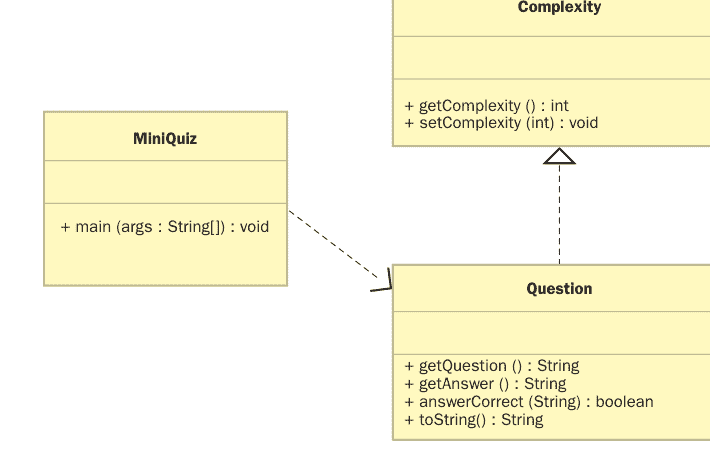 Complexity
+ getComplexity () : int
+ setComplexity (int) : void
MiniQuiz
+ main (args : String[]) : void
Question
+ getQuestion () : String
+ getAnswer () : String
+ answerCorrect (String) : boolean
+ toString() : String